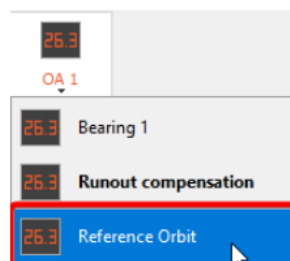 26.3
OA 1
26.3 Bearing 1
26.3 Runout compensation
26.3 Reference Orbit